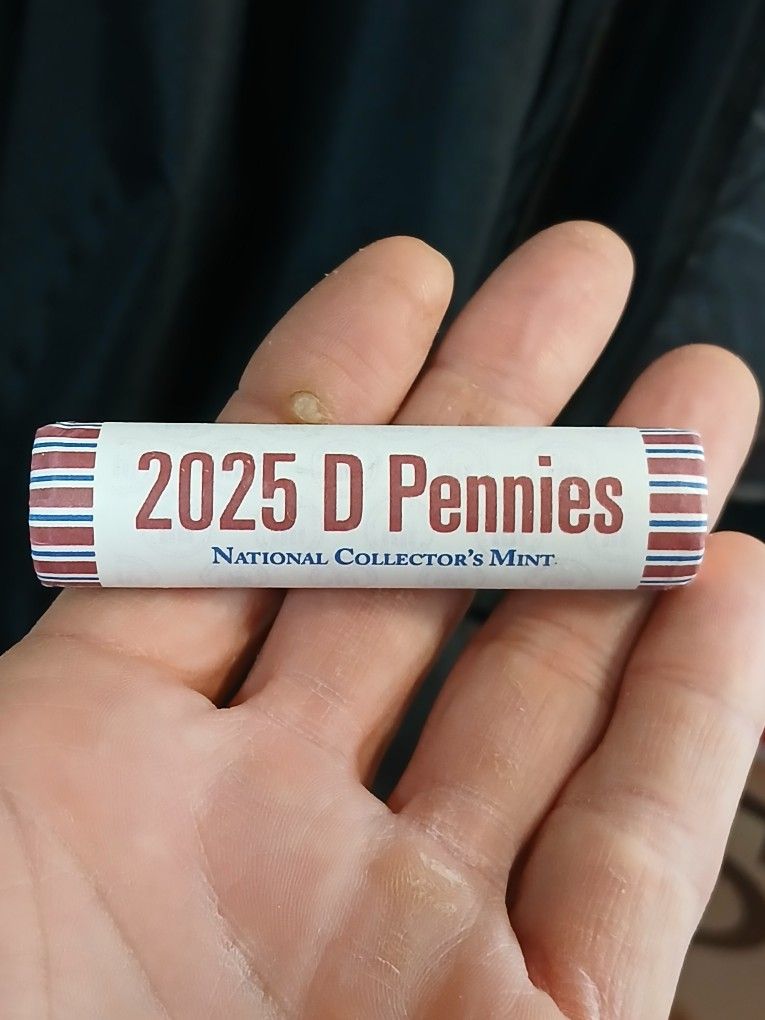 2025 D Pennies
NATIONAL COLLECTOR'S MINT